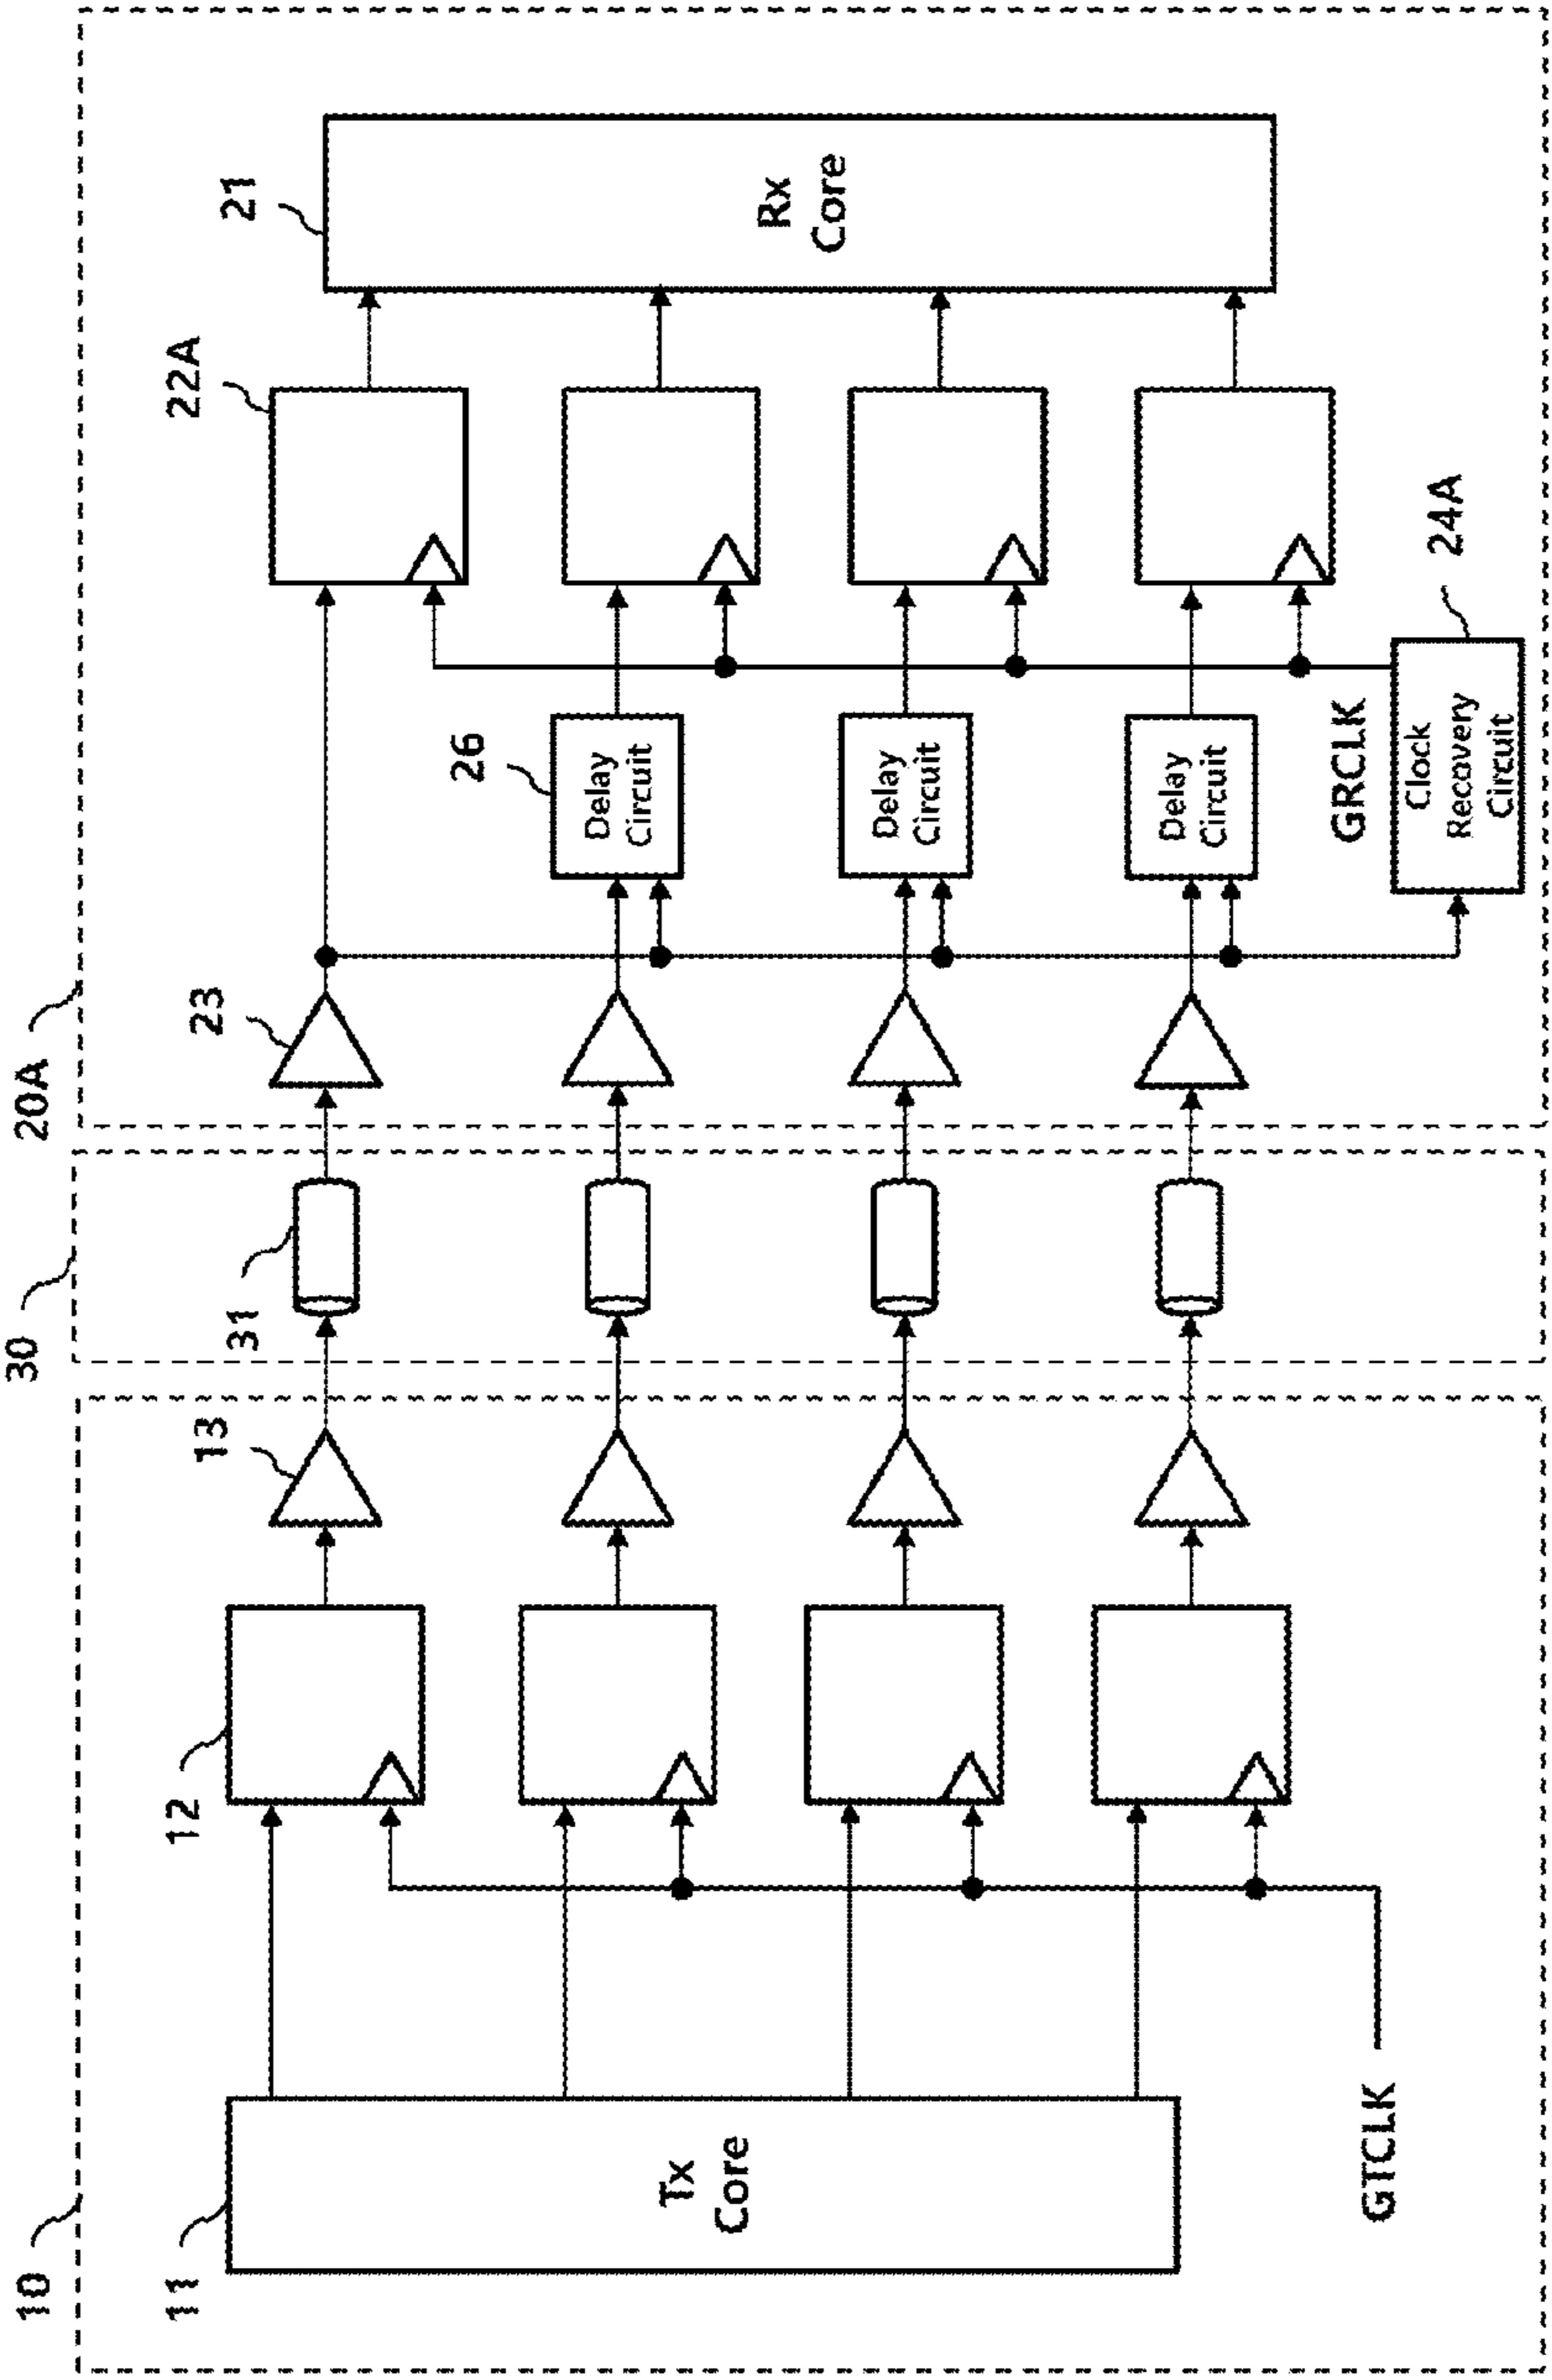 10
30
20A
11
Tx
Core
12
13
31
23
22A
21
Rx
Core
26
Delay
Circuit
Delay
Circuit
Delay
Circuit
GTCLK
GRCLK
Clock
Recovery
Circuit
24A